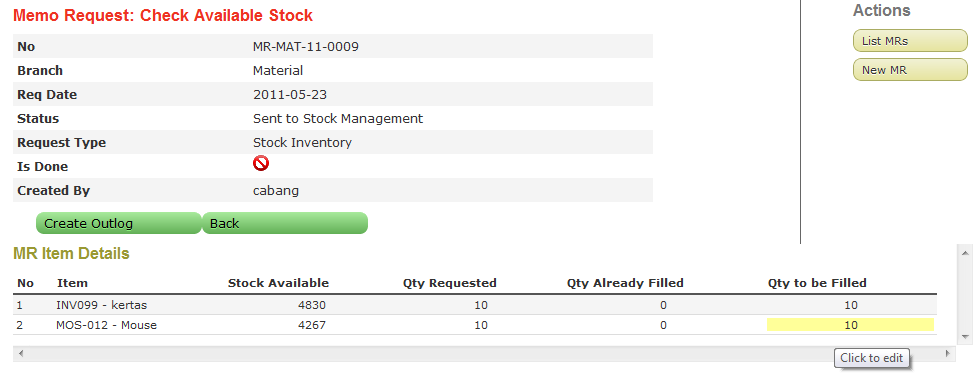 Memo Request: Check Available Stock
No MR-MAT-11-0009
Branch Material
Req Date 2011-05-23
Status Sent to Stock Management
Request Type Stock Inventory
Is Done
Created By cabang
Create Outlog Back
Actions
List MRs
New MR
MR Item Details
No Item Stock Available Qty Requested Qty Already Filled Qty to be Filled
1 INV099 - kertas 4830 10 0 10
2 MOS-012 - Mouse 4267 10 0 10
Click to edit